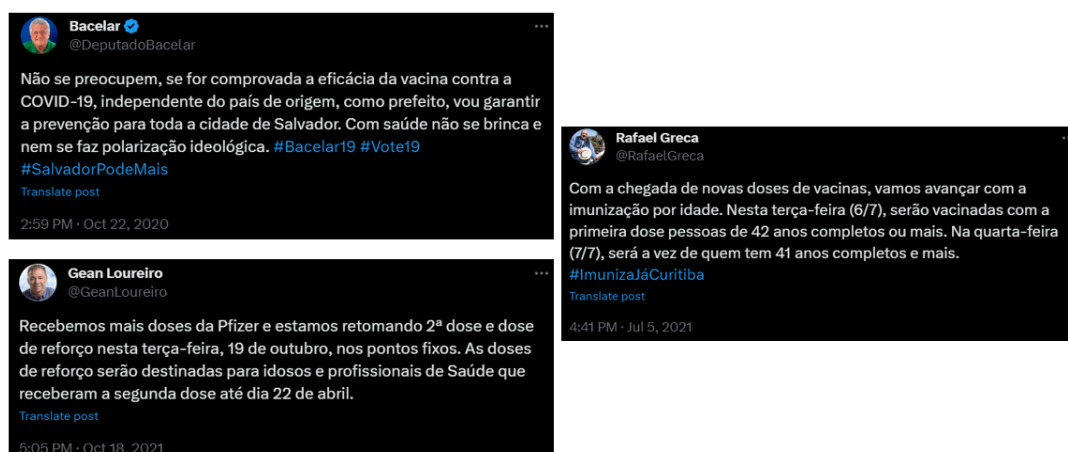 Bacelar
@DeputadoBacelar
Não se preocupem, se for comprovada a eficácia da vacina contra a
COVID-19, independente do país de origem, como prefeito, vou garantir
a prevenção para toda a cidade de Salvador. Com saúde não se brinca e
nem se faz polarização ideológica. #Bacelar19 #Vote19
#SalvadorPodeMais
Translate post
2:59 PM · Oct 22, 2020
Gean Loureiro
@GeanLoureiro
Recebemos mais doses da Pfizer e estamos retomando 2ª dose e dose
de reforço nesta terça-feira, 19 de outubro, nos pontos fixos. As doses
de reforço serão destinadas para idosos e profissionais de Saúde que
receberam a segunda dose até dia 22 de abril.
Translate post
5:05 PM · Oct 18, 2021
Rafael Greca
@RafaelGreca
Com a chegada de novas doses de vacinas, vamos avançar com a
imunização por idade. Nesta terça-feira (6/7), serão vacinadas com a
primeira dose pessoas de 42 anos completos ou mais. Na quarta-feira
(7/7), será a vez de quem tem 41 anos completos e mais.
#ImunizaJáCuritiba
Translate post
4:41 PM · Jul 5, 2021